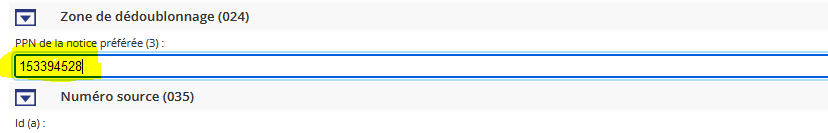 Zone de dédoublonnage (024)
PPN de la notice préférée (3) :
153394528
Numéro source (035)
Id (a) :